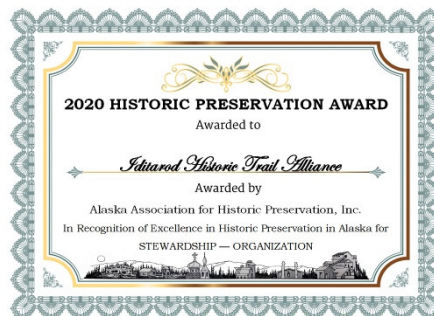 2020 HISTORIC PRESERVATION AWARD
Awarded to
Iditarod Historic Trail Alliance
Awarded by
Alaska Association for Historic Preservation, Inc.
In Recognition of Excellence in Historic Preservation in Alaska for
STEWARDSHIP — ORGANIZATION